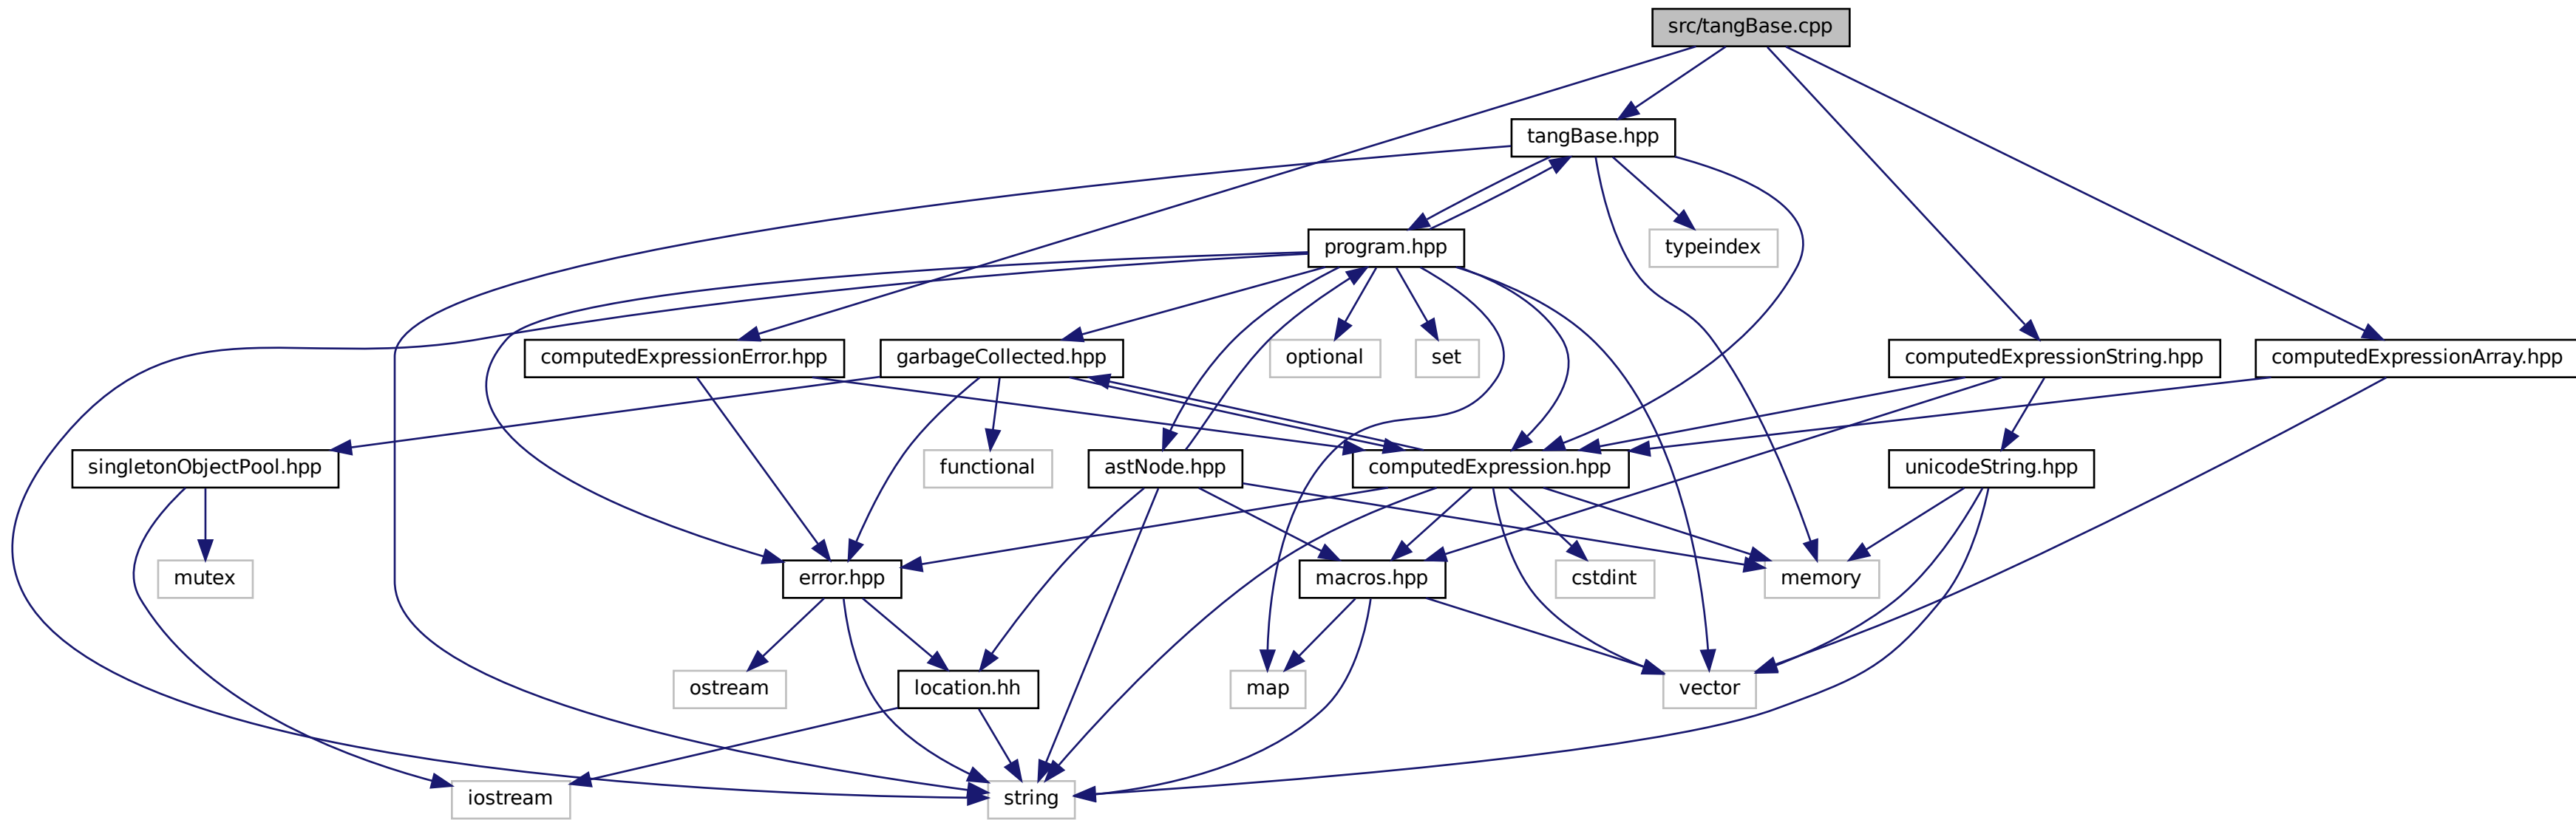 src/tangBase.cpp
tangBase.hpp
program.hpp
typeindex
computedExpressionError.hpp
garbageCollected.hpp
optional
set
computedExpressionString.hpp
computedExpressionArray.hpp
singletonObjectPool.hpp
functional
astNode.hpp
computedExpression.hpp
unicodeString.hpp
mutex
error.hpp
macros.hpp
cstdint
memory
ostream
location.hh
map
vector
iostream
string